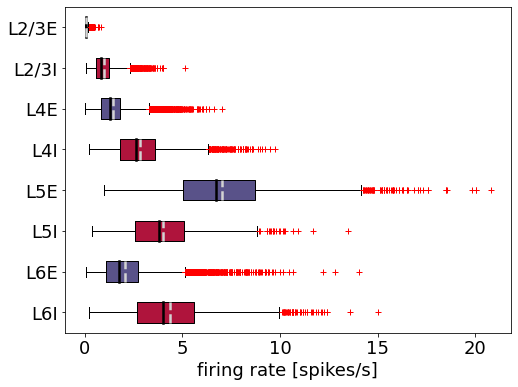 L2/3E
L2/3I
L4E
L4I
L5E
L5I
L6E
L6I
0 5 10 15 20
firing rate [spikes/s]